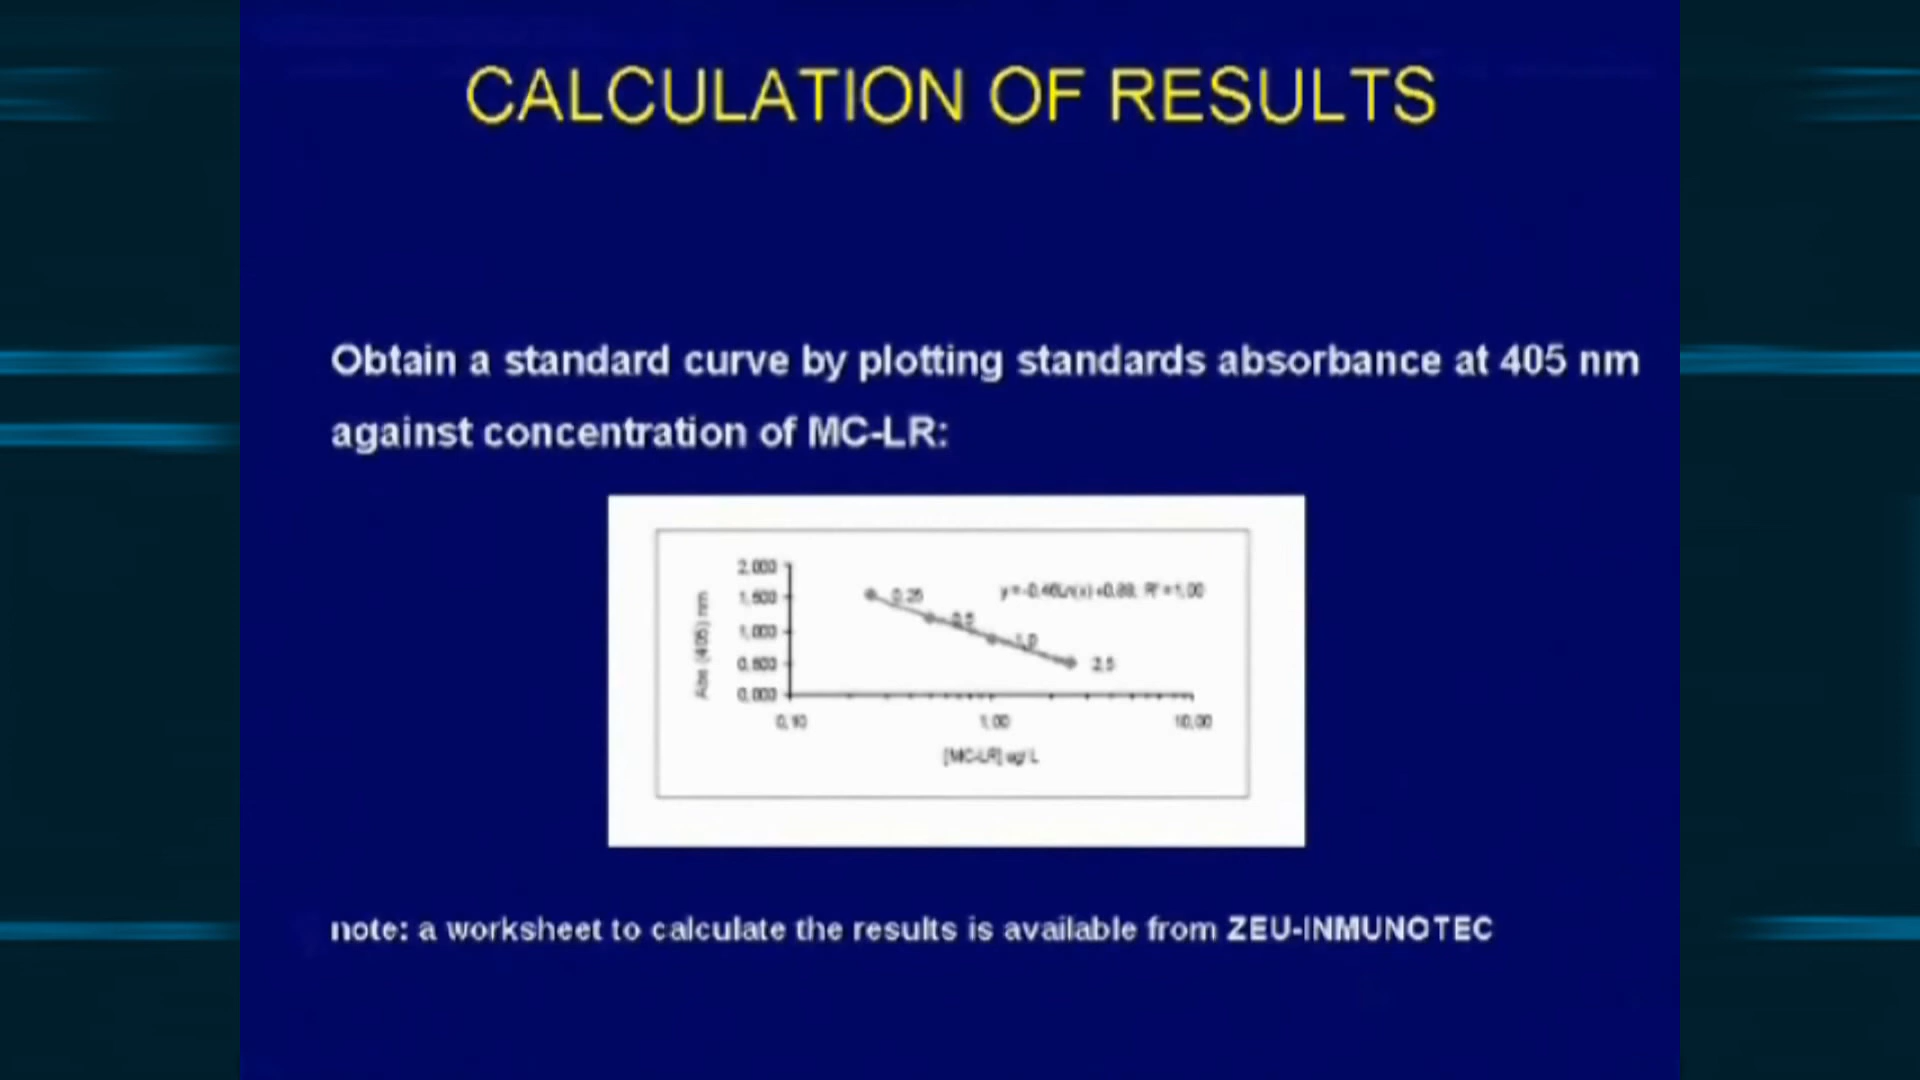 CALCULATION OF RESULTS
Obtain a standard curve by plotting standards absorbance at 405 nm
against concentration of MC-LR:
2,000
1,500
1,000
0,500
0,000
Abs (405) nm
0,25
0,5
1,0
2,5
0,10
1,00
10,00
[MC-LR] ug/L
note: a worksheet to calculate the results is available from ZEU-INMUNOTEC